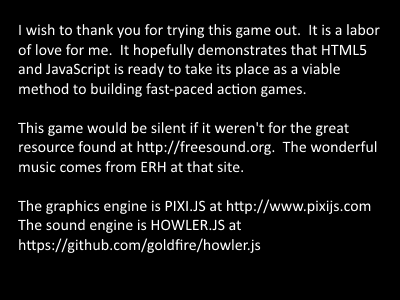 I wish to thank you for trying this game out.  It is a labor
of love for me.  It hopefully demonstrates that HTML5
and JavaScript is ready to take its place as a viable
method to building fast-paced action games.
This game would be silent if it weren't for the great
resource found at http://freesound.org.  The wonderful
music comes from ERH at that site.
The graphics engine is PIXI.JS at http://www.pixijs.com
The sound engine is HOWLER.JS at
https://github.com/goldfire/howler.js